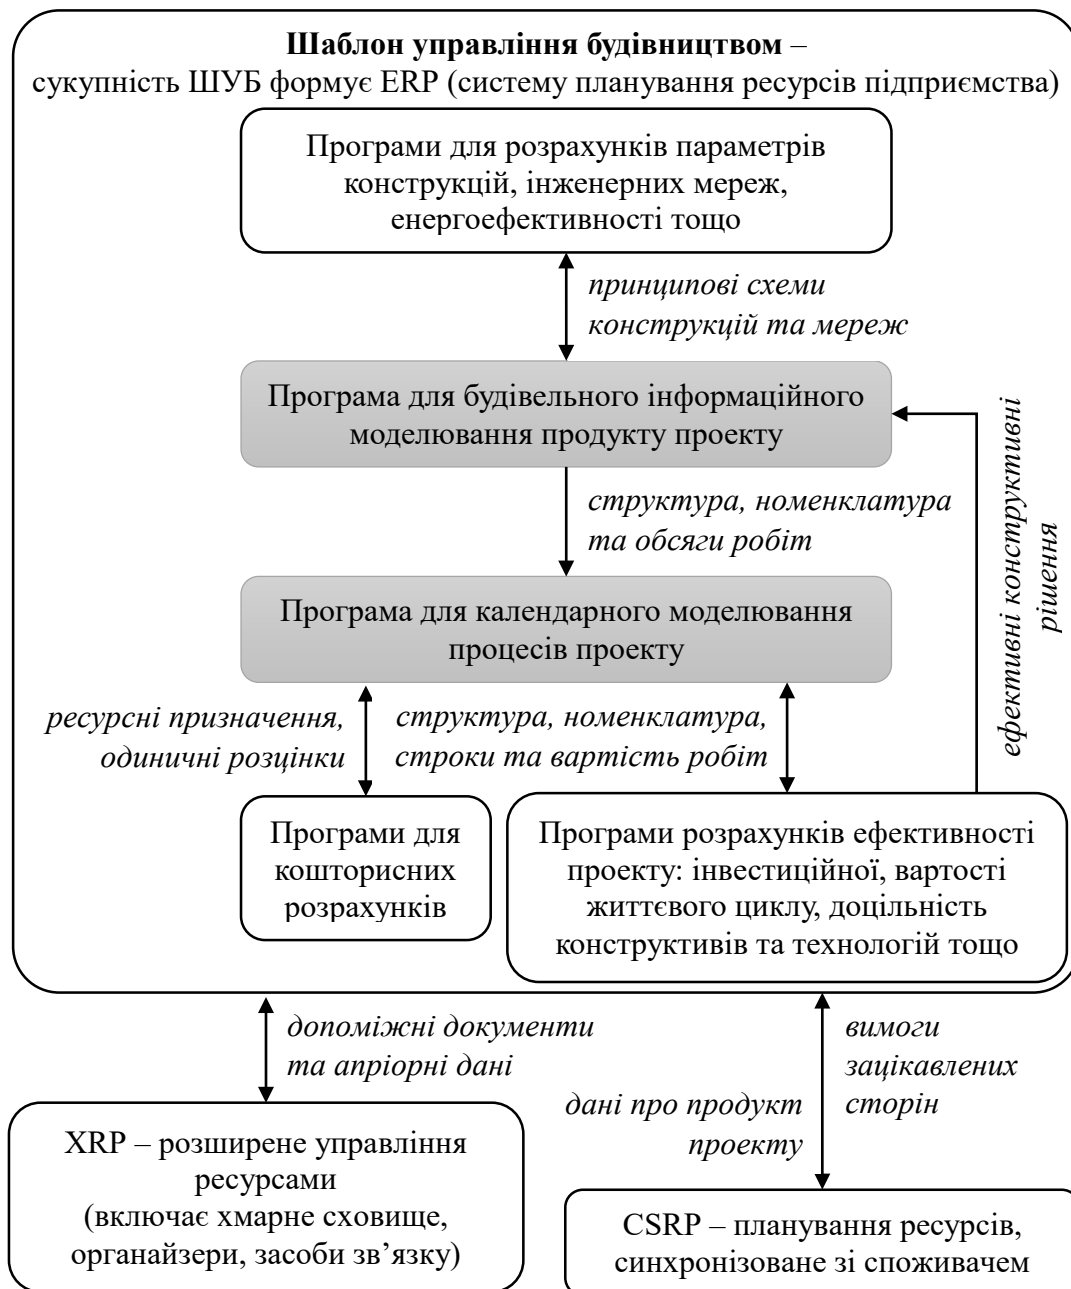 Шаблон управління будівництвом –
сукупність ШУБ формує ERP (систему планування ресурсів підприємства)
Програми для розрахунків параметрів
конструкцій, інженерних мереж,
енергоефективності тощо
принципові схеми
конструкцій та мереж
Програма для будівельного інформаційного
моделювання продукту проекту
ефективні конструктивні
рішення
структура, номенклатура
та обсяги робіт
Програма для календарного моделювання
процесів проекту
ресурсні призначення,
одиничні розцінки
структура, номенклатура,
строки та вартість робіт
Програми для
кошторисних
розрахунків
Програми розрахунків ефективності
проекту: інвестиційної, вартості
життєвого циклу, доцільність
конструктивів та технологій тощо
допоміжні документи
та апріорні дані
вимоги
зацікавлених
сторін
дані про продукт
проекту
XRP – розширене управління
ресурсами
(включає хмарне сховище,
органайзери, засоби зв’язку)
CSRP – планування ресурсів,
синхронізоване зі споживачем